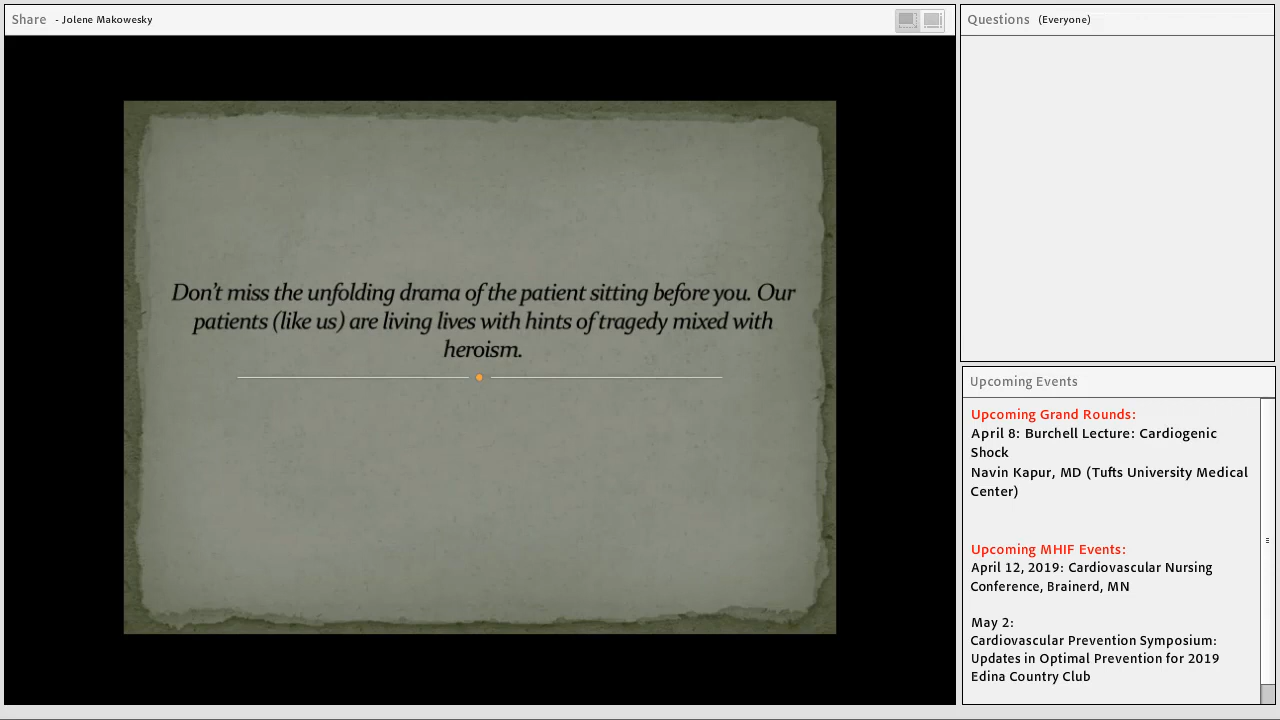 Share - Jolene Makowesky
Don't miss the unfolding drama of the patient sitting before you. Our
patients (like us) are living lives with hints of tragedy mixed with
heroism.
Questions (Everyone)
Upcoming Events
Upcoming Grand Rounds:
April 8: Burchell Lecture: Cardiogenic
Shock
Navin Kapur, MD (Tufts University Medical
Center)
Upcoming MHIF Events:
April 12, 2019: Cardiovascular Nursing
Conference, Brainerd, MN
May 2:
Cardiovascular Prevention Symposium:
Updates in Optimal Prevention for 2019
Edina Country Club